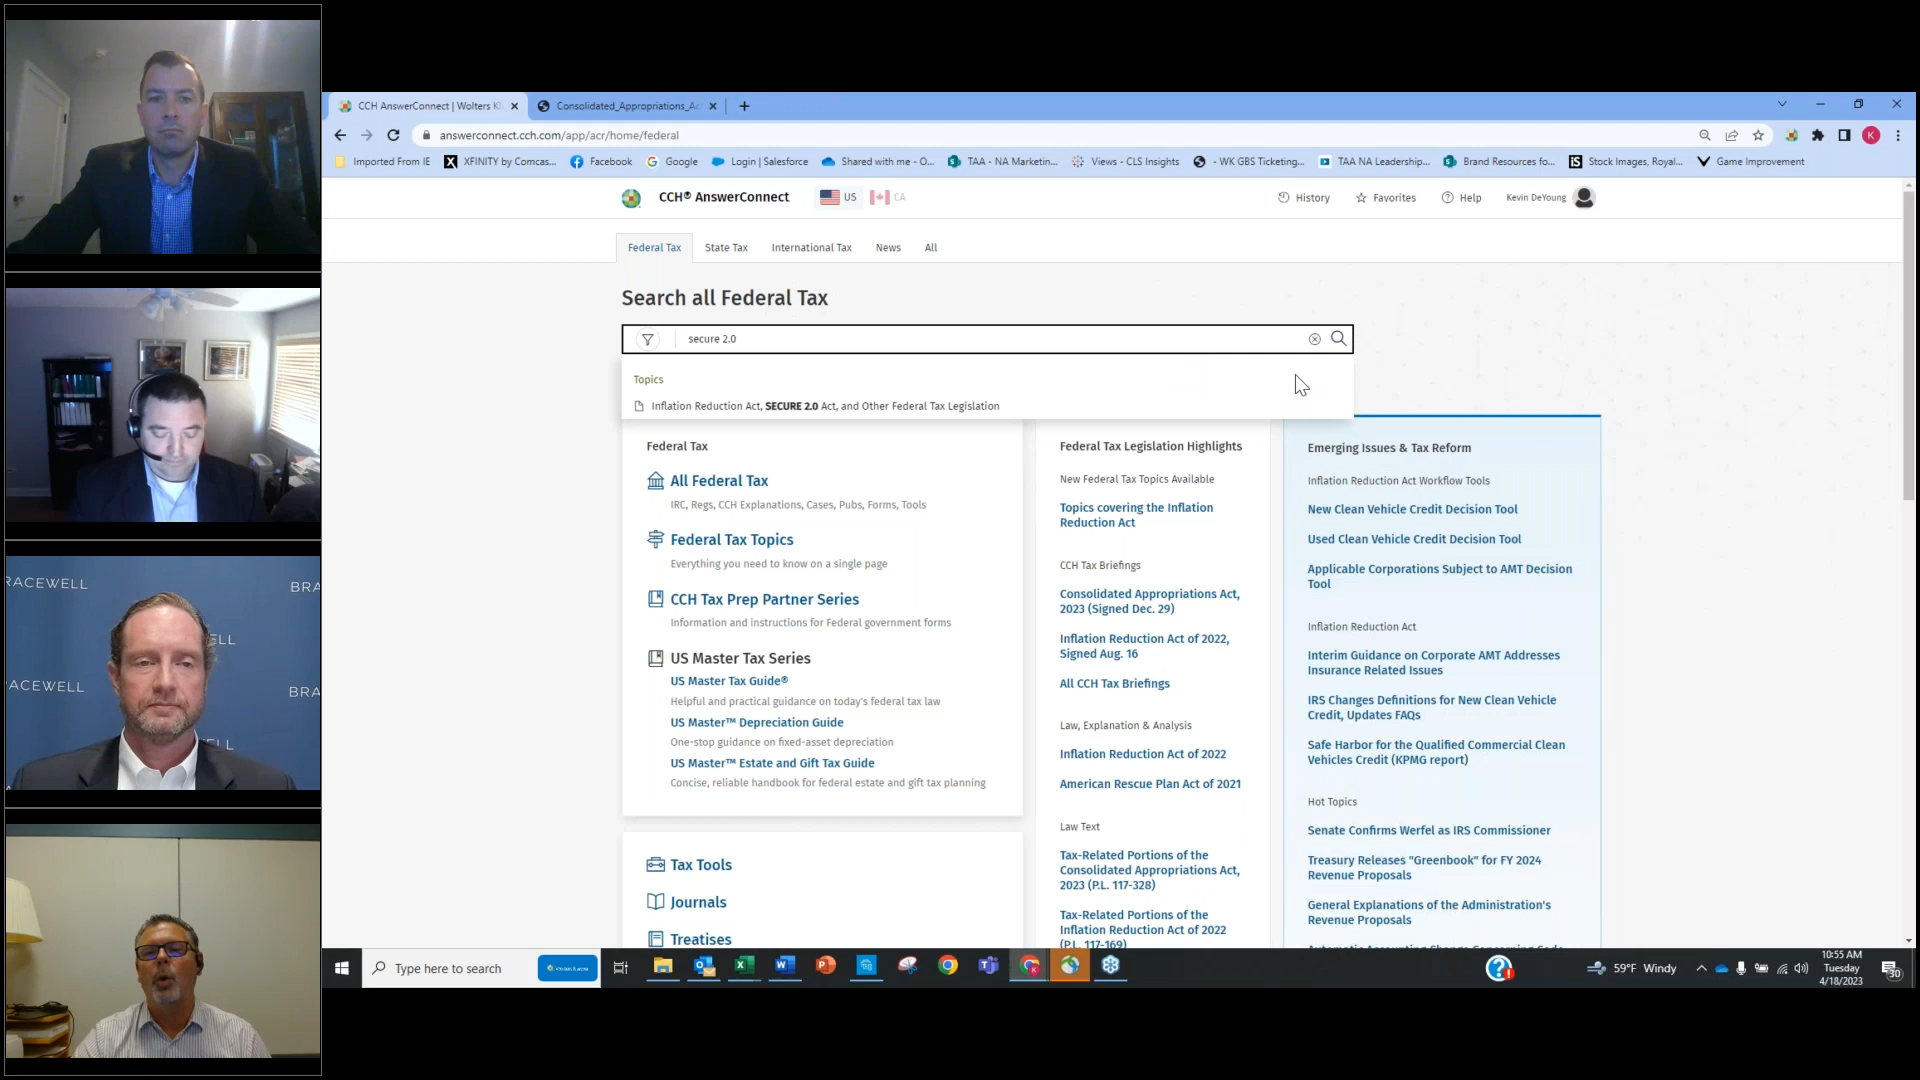 RACEWELL
BRA
ELL
ACEWELL
BRA
ELL
CCH AnswerConnect | Wolters K
Consolidated_Appropriations_Ac
answerconnect.cch.com/app/acr/home/federal
K
Imported From IE
XFINITY by Comcas...
Facebook
Google
Login | Salesforce
Shared with me - O...
TAA - NA Marketin...
Views - CLS Insights
- WK GBS Ticketing...
TAA NA Leadership...
Brand Resources fo...
Stock Images, Royal...
Game Improvement
CCH® AnswerConnect
US
CA
History
Favorites
Help
Kevin DeYoung
Federal Tax
State Tax
International Tax
News
All
Search all Federal Tax
secure 2.0
Topics
Inflation Reduction Act, SECURE 2.0 Act, and Other Federal Tax Legislation
Federal Tax
All Federal Tax
IRC, Regs, CCH Explanations, Cases, Pubs, Forms, Tools
Federal Tax Topics
Everything you need to know on a single page
CCH Tax Prep Partner Series
Information and instructions for Federal government forms
US Master Tax Series
US Master Tax Guide®
Helpful and practical guidance on today's federal tax law
US Master™ Depreciation Guide
One-stop guidance on fixed-asset depreciation
US Master™ Estate and Gift Tax Guide
Concise, reliable handbook for federal estate and gift tax planning
Tax Tools
Journals
Treatises
Federal Tax Legislation Highlights
New Federal Tax Topics Available
Topics covering the Inflation
Reduction Act
CCH Tax Briefings
Consolidated Appropriations Act,
2023 (Signed Dec. 29)
Inflation Reduction Act of 2022,
Signed Aug. 16
All CCH Tax Briefings
Law, Explanation & Analysis
Inflation Reduction Act of 2022
American Rescue Plan Act of 2021
Law Text
Tax-Related Portions of the
Consolidated Appropriations Act,
2023 (P.L. 117-328)
Tax-Related Portions of the
Inflation Reduction Act of 2022
(P.L. 117-169)
Emerging Issues & Tax Reform
Inflation Reduction Act Workflow Tools
New Clean Vehicle Credit Decision Tool
Used Clean Vehicle Credit Decision Tool
Applicable Corporations Subject to AMT Decision
Tool
Inflation Reduction Act
Interim Guidance on Corporate AMT Addresses
Insurance Related Issues
IRS Changes Definitions for New Clean Vehicle
Credit, Updates FAQs
Safe Harbor for the Qualified Commercial Clean
Vehicles Credit (KPMG report)
Hot Topics
Senate Confirms Werfel as IRS Commissioner
Treasury Releases "Greenbook" for FY 2024
Revenue Proposals
General Explanations of the Administration's
Revenue Proposals
Automatic Accounting Change Concerning Code
Type here to search
59°F Windy
10:55 AM
Tuesday
4/18/2023
30